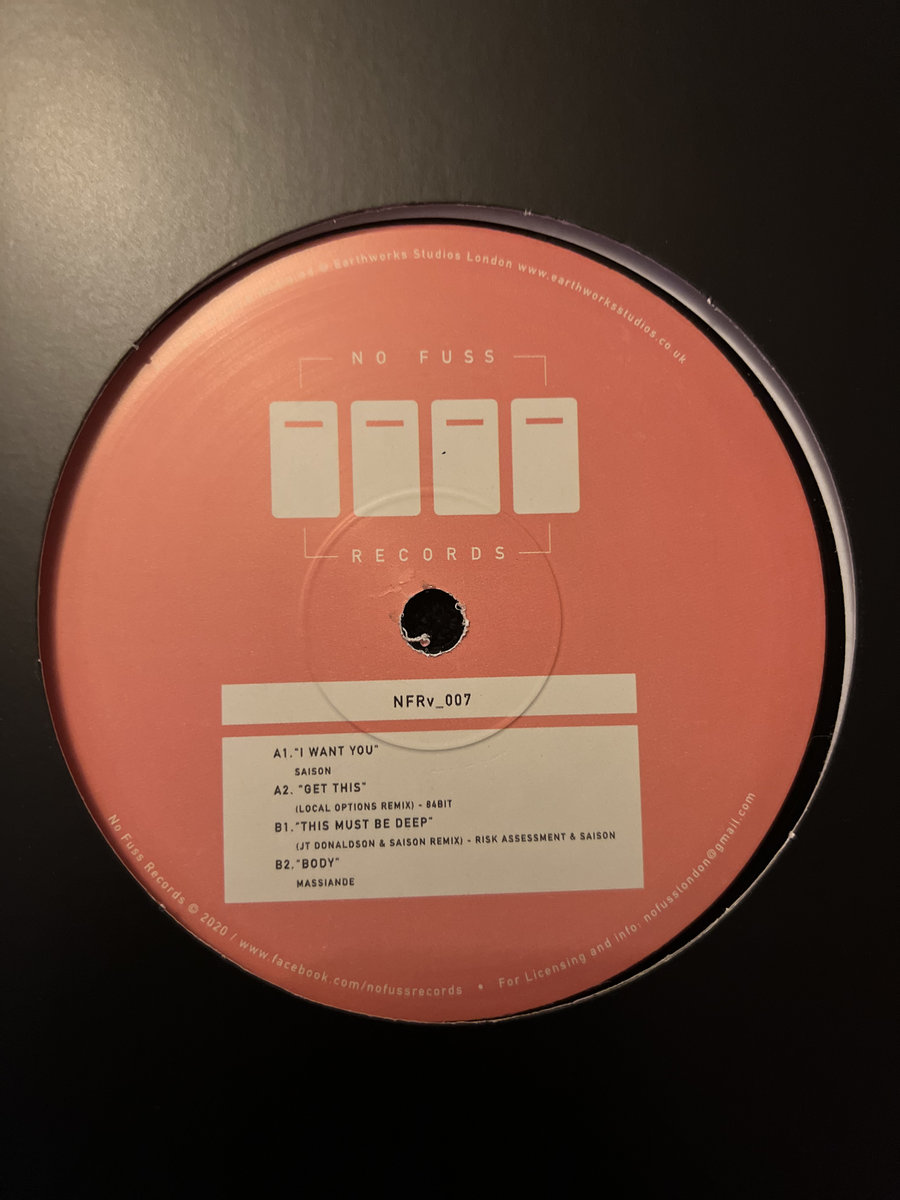 Earthworks Studios London www.earthworksstudios.co.uk
NO FUSS
RECORDS
NFRv_007
A1."I WANT YOU"
SAISON
A2. "GET THIS"
(LOCAL OPTIONS REMIX) - 84BIT
B1."THIS MUST BE DEEP"
(JT DONALDSON & SAISON REMIX) - RISK ASSESSMENT & SAISON
B2."BODY"
MASSIANDE
No Fuss Records © 2020 / www.facebook.com/nofussrecords • For Licensing and info: nofusslondon@gmail.com